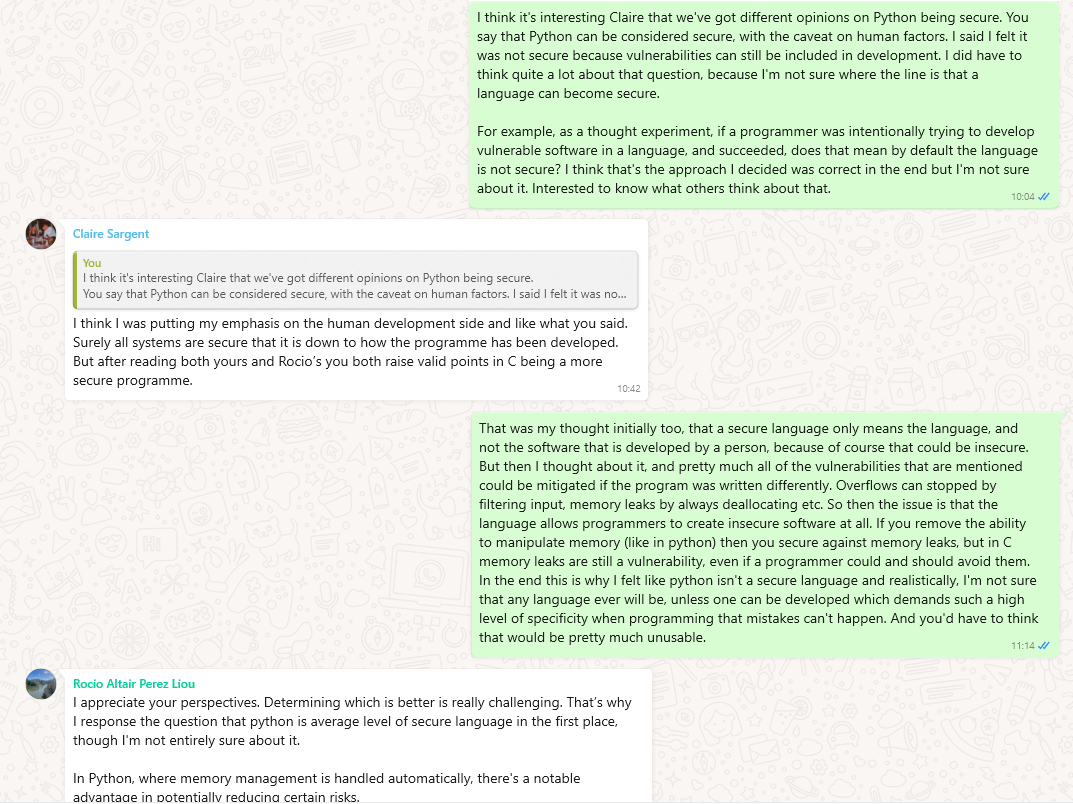 I think it's interesting Claire that we've got different opinions on Python being secure. You
say that Python can be considered secure, with the caveat on human factors. I said I felt it
was not secure because vulnerabilities can still be included in development. I did have to
think quite a lot about that question, because I'm not sure where the line is that a
language can become secure.
For example, as a thought experiment, if a programmer was intentionally trying to develop
vulnerable software in a language, and succeeded, does that mean by default the language
is not secure? I think that's the approach I decided was correct in the end but I'm not sure
about it. Interested to know what others think about that.
10:04
Claire Sargent
You
I think it's interesting Claire that we've got different opinions on Python being secure.
You say that Python can be considered secure, with the caveat on human factors. I said I felt it was no...
I think I was putting my emphasis on the human development side and like what you said.
Surely all systems are secure that it is down to how the programme has been developed.
But after reading both yours and Rocio’s you both raise valid points in C being a more
secure programme.
10:42
That was my thought initially too, that a secure language only means the language, and
not the software that is developed by a person, because of course that could be insecure.
But then I thought about it, and pretty much all of the vulnerabilities that are mentioned
could be mitigated if the program was written differently. Overflows can stopped by
filtering input, memory leaks by always deallocating etc. So then the issue is that the
language allows programmers to create insecure software at all. If you remove the ability
to manipulate memory (like in python) then you secure against memory leaks, but in C
memory leaks are still a vulnerability, even if a programmer could and should avoid them.
In the end this is why I felt like python isn't a secure language and realistically, I'm not sure
that any language ever will be, unless one can be developed which demands such a high
level of specificity when programming that mistakes can't happen. And you'd have to think
that would be pretty much unusable.
11:14
Rocío Altair Perez Liou
I appreciate your perspectives. Determining which is better is really challenging. That’s why
I response the question that python is average level of secure language in the first place,
though I'm not entirely sure about it.
In Python, where memory management is handled automatically, there's a notable
advantage in potentially reducing certain risks.